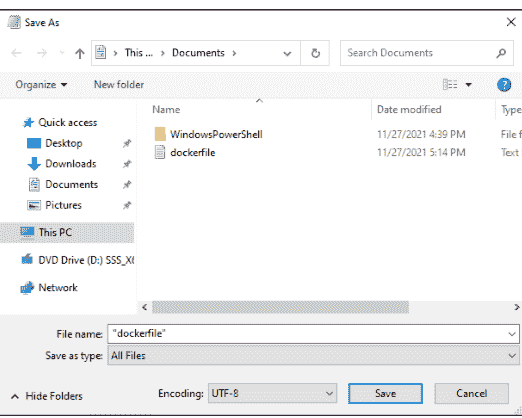 Save As
This ... > Documents >
Search Documents
Organize
New folder
Name
Date modified
Type
Quick access
WindowsPowerShell
11/27/2021 4:39 PM
File f
Desktop
dockerfile
11/27/2021 5:14 PM
Text
Downloads
Documents
Pictures
This PC
DVD Drive (D:) SSS_X6
Network
File name: "dockerfile"
Save as type: All Files
Hide Folders
Encoding: UTF-8
Save
Cancel